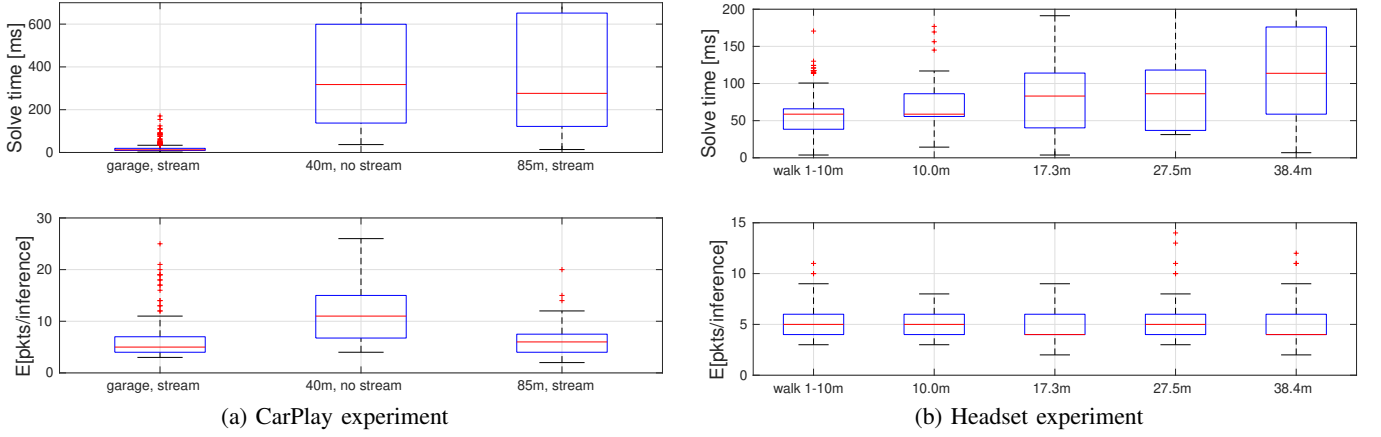 Solve time [ms]
600
400
200
0
garage, stream
40m, no stream
85m, stream
E[pkts/inference]
30
20
10
0
garage, stream
40m, no stream
85m, stream
(a) CarPlay experiment
Solve time [ms]
200
150
100
50
0
walk 1-10m
10.0m
17.3m
27.5m
38.4m
E[pkts/inference]
15
10
5
0
walk 1-10m
10.0m
17.3m
27.5m
38.4m
(b) Headset experiment